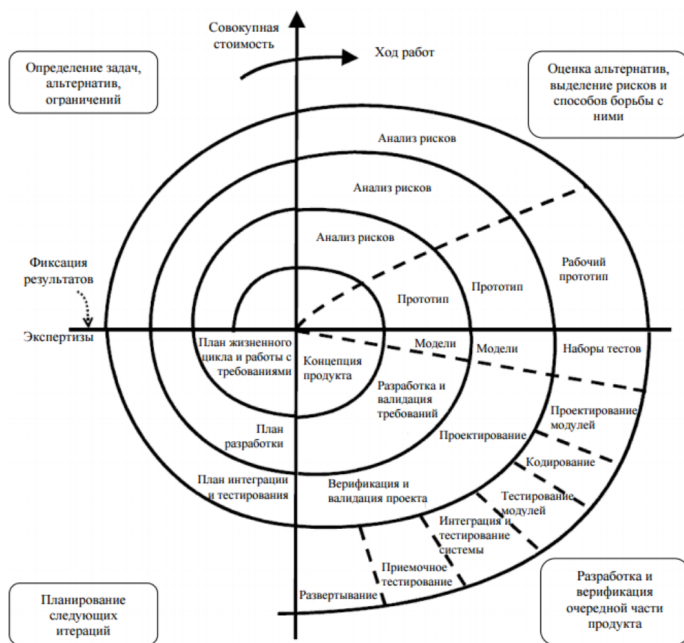 Совокупная
стоимость
Ход работ
Определение задач,
альтернатив,
ограничений
Оценка альтернатив,
выделение рисков и
способов борьбы с
ними
Анализ рисков
Анализ рисков
Анализ рисков
Фиксация
результатов
Рабочий
прототип
Прототип
Прототип
Экспертизы
План жизненного
цикла и работы с
требованиями
Концепция
продукта
Модели
Модели
Наборы тестов
Разработка и
валидация
требований
Проектирование
модулей
План
разработки
Проектирование
Кодирование
План интеграции
и тестирования
Верификация и
валидация проекта
Тестирование
модулей
Интеграция и
тестирование
системы
Приемочное
тестирование
Развертывание
Планирование
следующих
итераций
Разработка и
верификация
очередной части
продукта